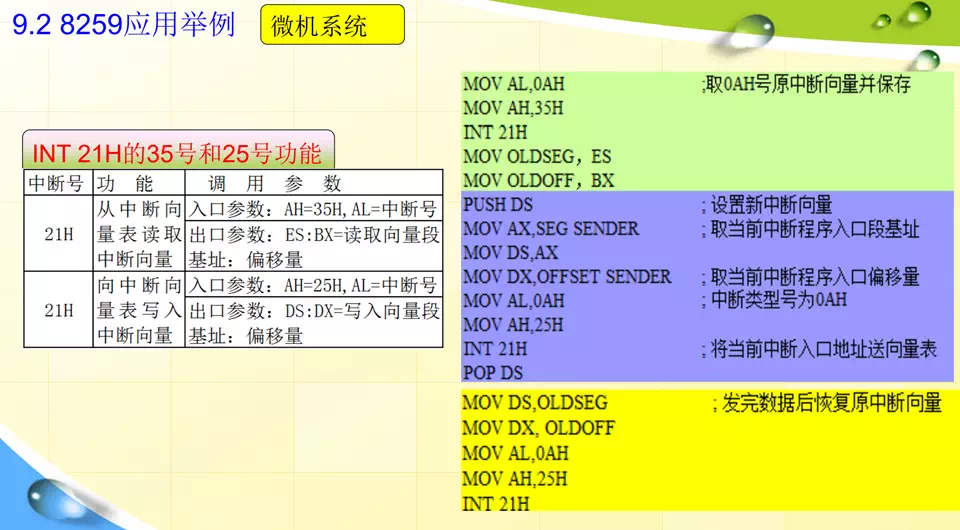 9.2 8259应用举例
微机系统
INT 21H的35号和25号功能
中断号 功 能 调 用 参 数
21H
从中断向
量表读取
中断向量
入口参数：AH=35H,AL=中断号
出口参数：ES:BX=读取向量段
基址：偏移量
21H
向中断向
量表写入
中断向量
入口参数：AH=25H,AL=中断号
出口参数：DS:DX=写入向量段
基址：偏移量
MOV AL,0AH ;取0AH号原中断向量并保存
MOV AH,35H
INT 21H
MOV OLDSEG，ES
MOV OLDOFF，BX
PUSH DS ; 设置新中断向量
MOV AX,SEG SENDER ; 取当前中断程序入口段基址
MOV DS,AX
MOV DX,OFFSET SENDER ; 取当前中断程序入口偏移量
MOV AL,0AH ; 中断类型号为0AH
MOV AH,25H
INT 21H ; 将当前中断入口地址送向量表
POP DS
MOV DS,OLDSEG ; 发完数据后恢复原中断向量
MOV DX, OLDOFF
MOV AL,0AH
MOV AH,25H
INT 21H